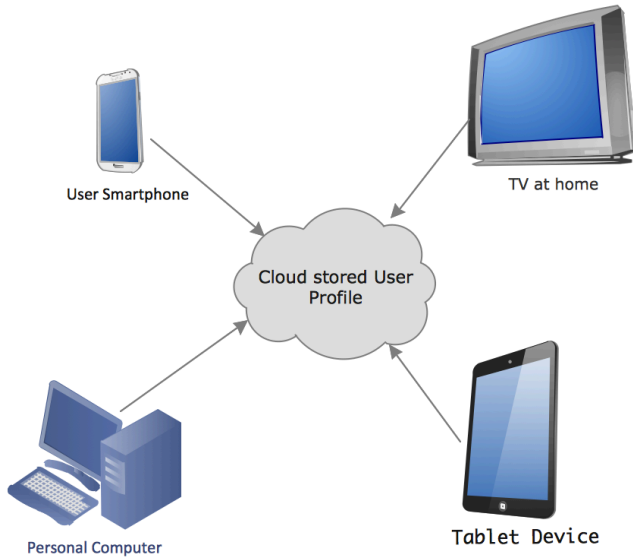 User Smartphone
TV at home
Cloud stored User
Profile
Personal Computer
Tablet Device